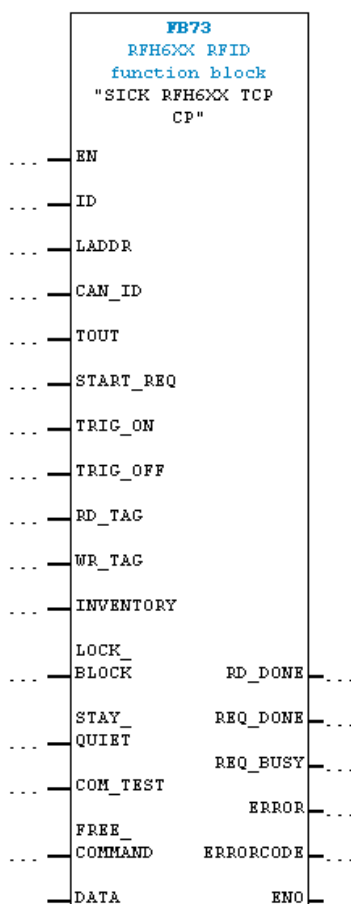 FB73
RFH6XX RFID
function block
"SICK RFH6XX TCP
CP"
... EN
... ID
... LADDR
... CAN_ID
... TOUT
... START_REQ
... TRIG_ON
... TRIG_OFF
... RD_TAG
... WR_TAG
... INVENTORY
LOCK_
... BLOCK RD_DONE ...
STAY_ REQ_DONE ...
... QUIET
REQ_BUSY ...
... COM_TEST
ERROR ...
FREE_
... COMMAND ERRORCODE ...
DATA ENO